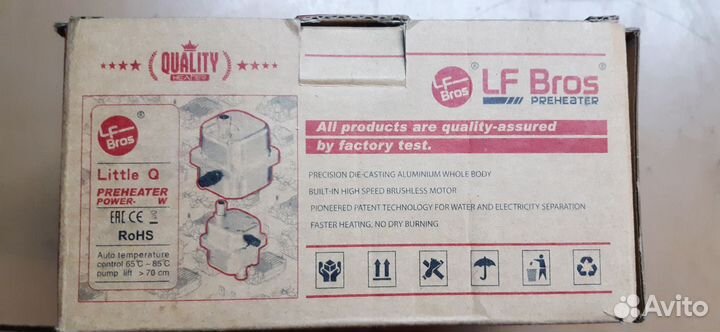 QUALITY
HEATER
LF
Bros
®
LF Bros®
PREHEATER
LF
Bros
®
Little Q
PREHEATER
POWER- W
EAC CE
RoHS
Auto temperature
control 65℃ - 85℃
pump lift > 70 cm
All products are quality-assured
by factory test.
PRECISION DIE-CASTING ALUMINIUM WHOLE BODY
BUILT-IN HIGH SPEED BRUSHLESS MOTOR
PIONEERED PATENT TECHNOLOGY FOR WATER AND ELECTRICITY SEPARATION
FASTER HEATING, NO DRY BURNING
Avito